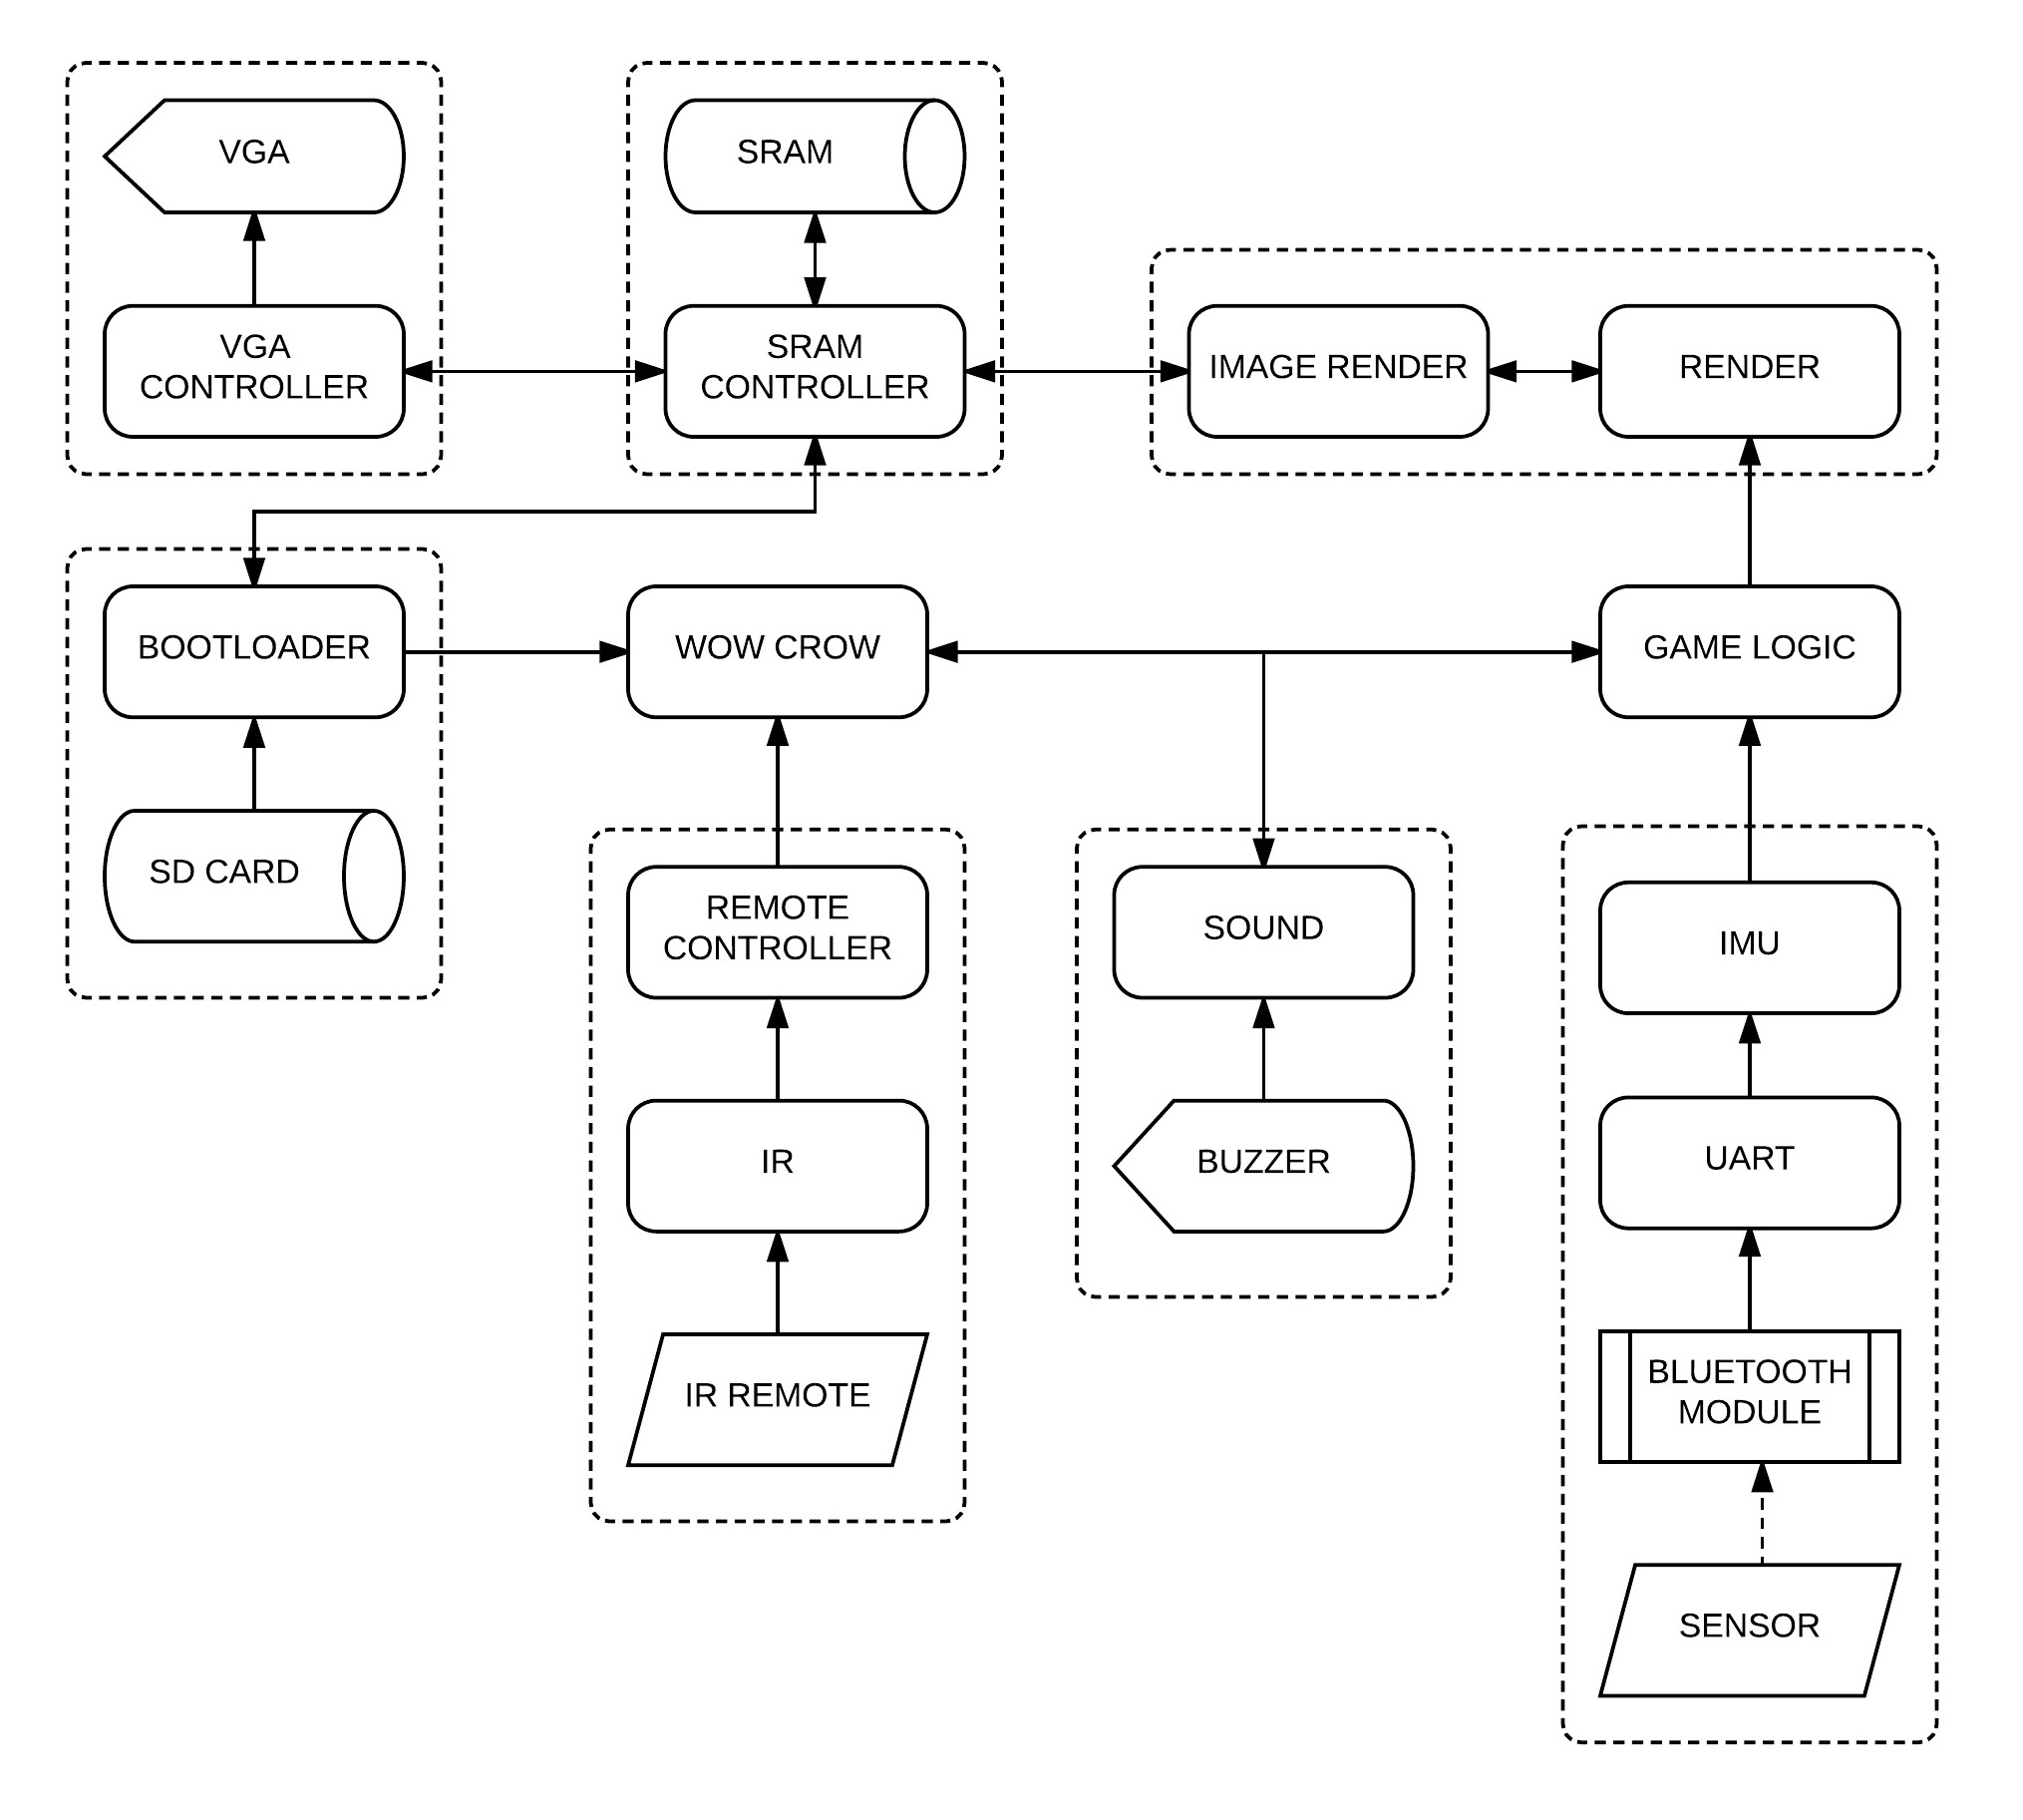 VGA
SRAM
VGA
CONTROLLER
SRAM
CONTROLLER
IMAGE RENDER
RENDER
BOOTLOADER
WOW CROW
GAME LOGIC
SD CARD
REMOTE
CONTROLLER
SOUND
IMU
IR
BUZZER
UART
IR REMOTE
BLUETOOTH
MODULE
SENSOR